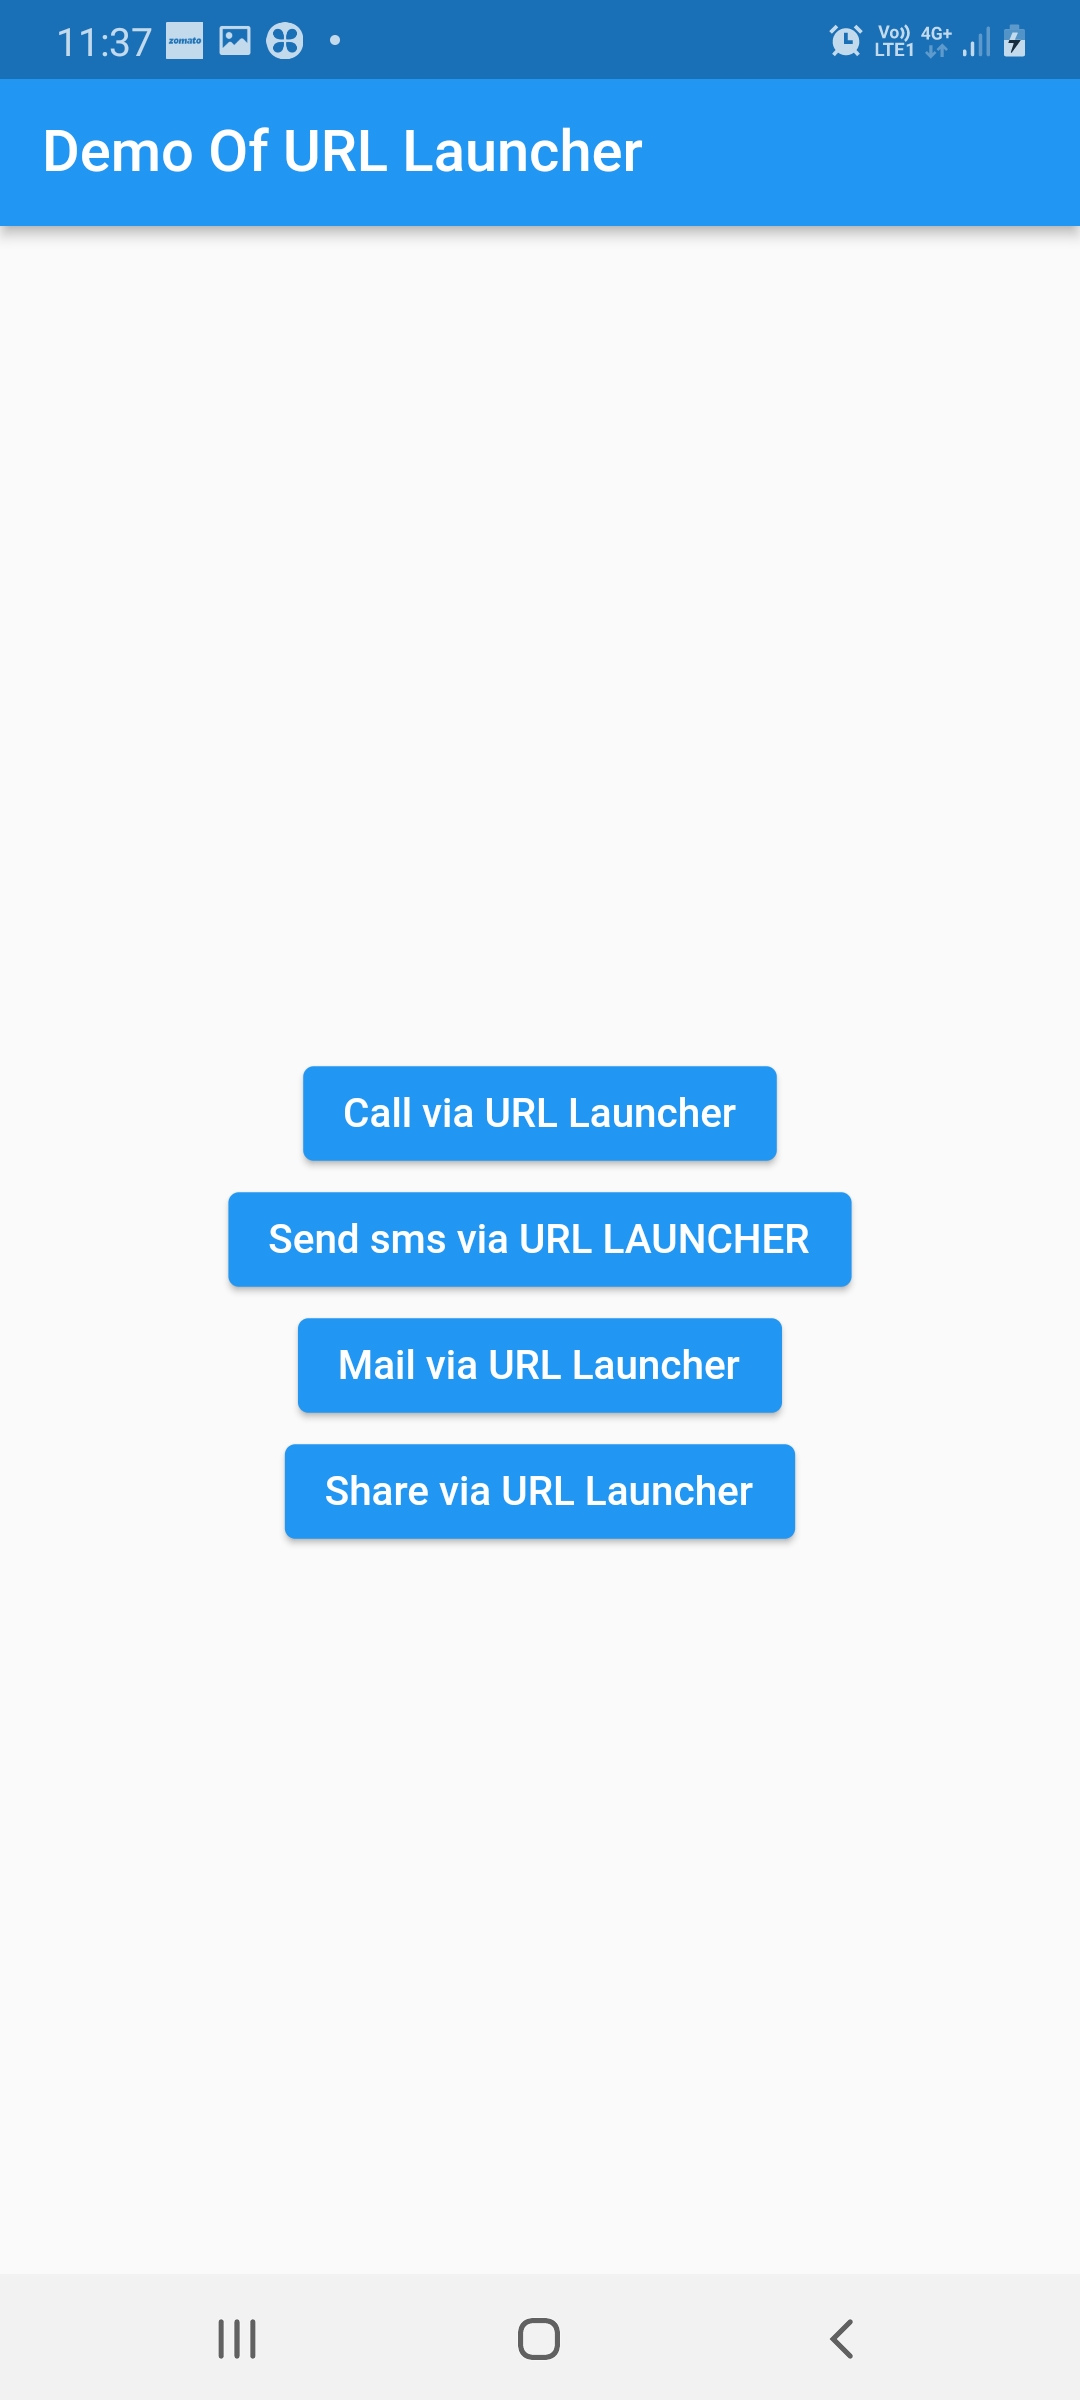 11:37 zomato Vo)) 4G+
LTE1
Demo Of URL Launcher
Call via URL Launcher
Send sms via URL LAUNCHER
Mail via URL Launcher
Share via URL Launcher